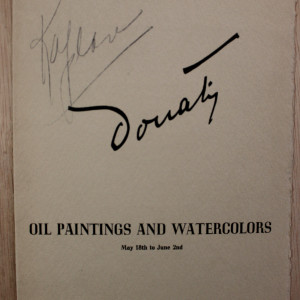 Donati
OIL PAINTINGS AND WATERCOLORS
May 18th to June 2nd